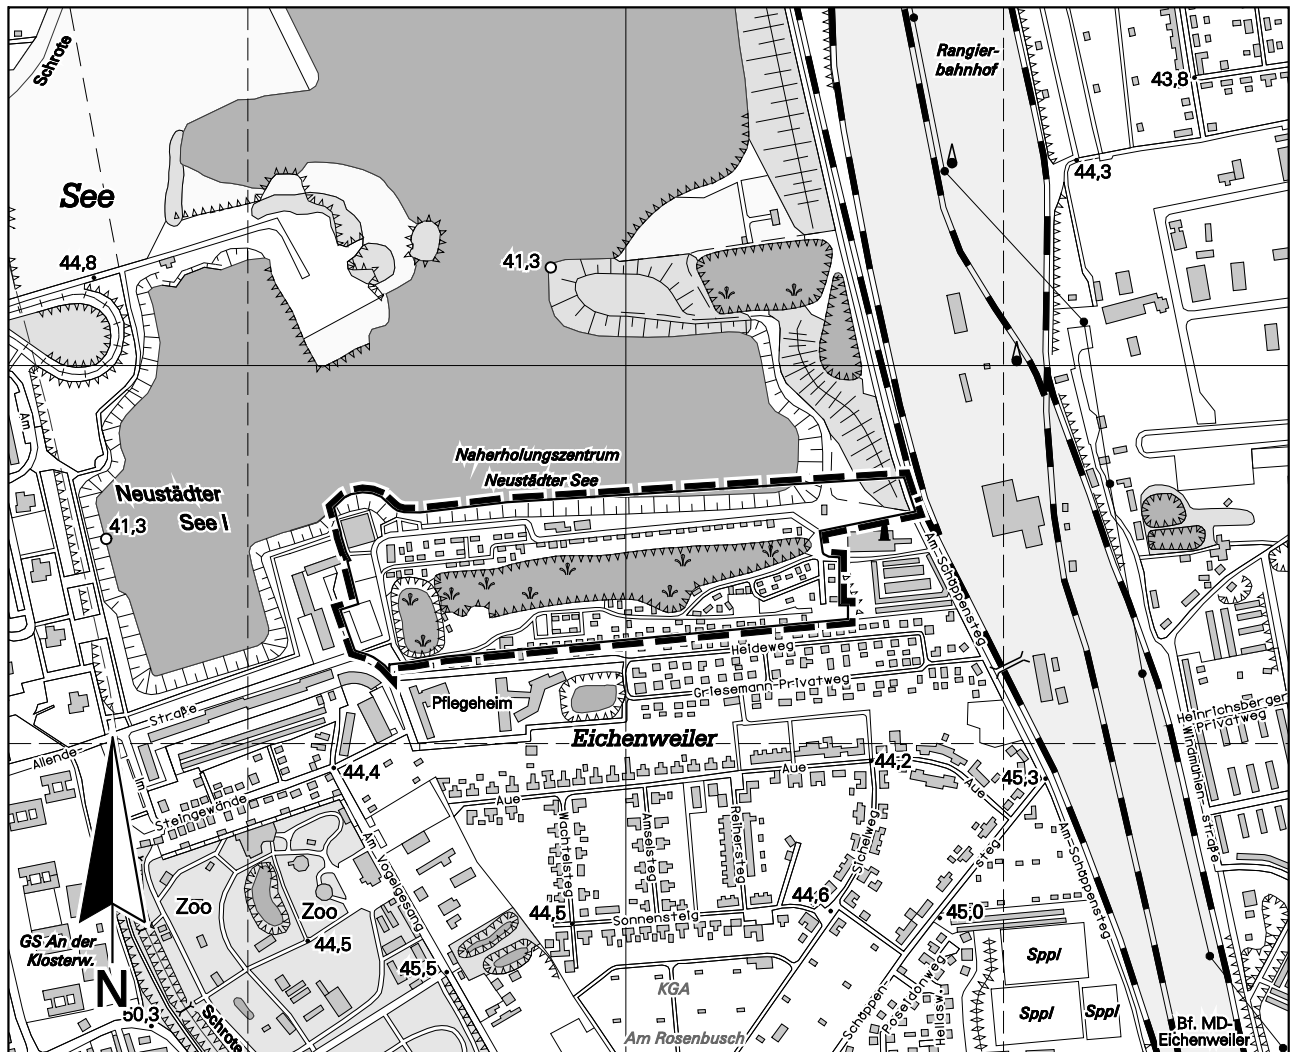 Schrote
Rangier-
bahnhof
43,8
44,3
See
44,8
41,3
Am
Naherholungszentrum
Neustädter See
Neustädter
See I
41,3
Am-Schöppensteg
Heideweg
Griesemann-Privatweg
Pflegeheim
Straße
Allende-
Eichenweiler
Heinrichsberger
Privatweg
Windmühlen-straße
44,4
Aue
44,2
Aue
45,3
Aue
Steingewände
Am Vogelgesang
Wachtelsteg
Amselsteg
Reihersteg
Sichelweg
steg
Am-Schöppensteg
Zoo
Zoo
44,5
44,5
Sonnensteig
44,6
45,0
GS An der
Klosterw.
45,5
Sppl
KGA
N
50,3
Schrote
Schöppen-
Poseidonweg
Sppl
Sppl
Am Rosenbusch
Bf. MD-
Eichenweiler